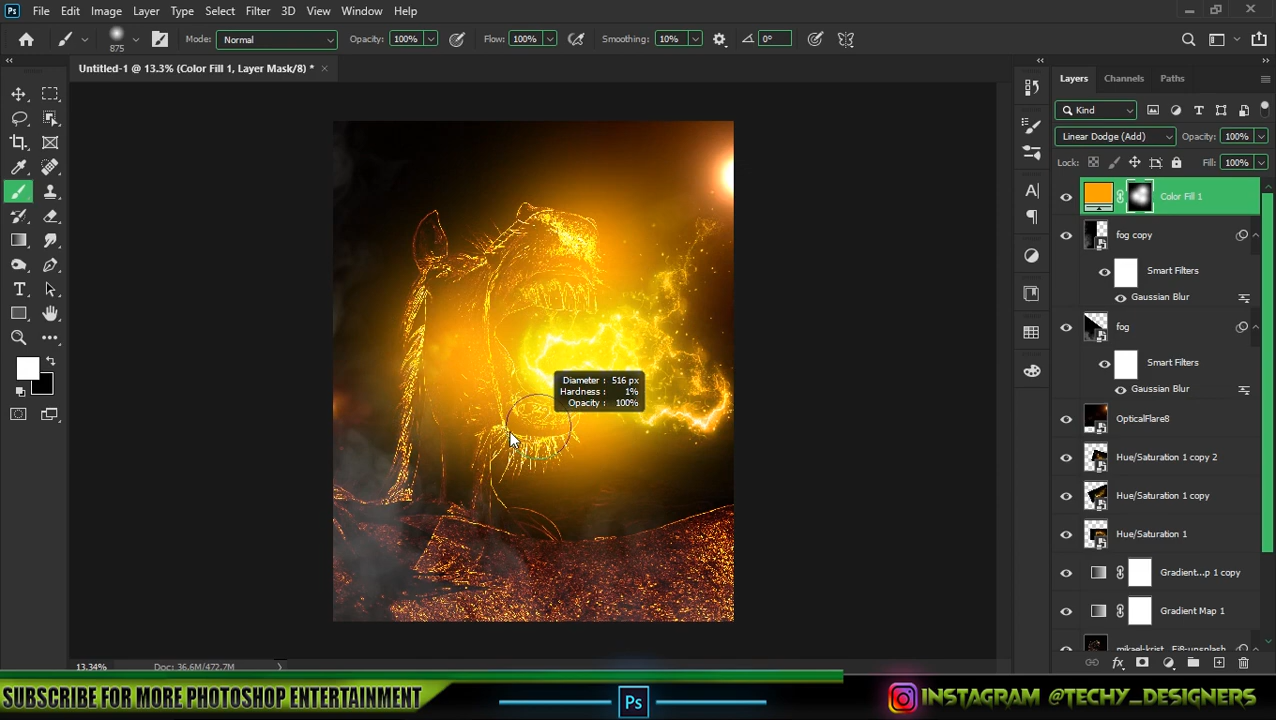 Ps File Edit Image Layer Type Select Filter 3D View Window Help
875 Mode: Normal Opacity: 100% Flow: 100% Smoothing: 10% 0°
Untitled-1 @ 13.3% (Color Fill 1, Layer Mask/8) *
Layers Channels Paths
Kind
Linear Dodge (Add) Opacity: 100%
Lock: Fill: 100%
Color Fill 1
fog copy
Smart Filters
Gaussian Blur
fog
Smart Filters
Gaussian Blur
Diameter : 516 px
Hardness : 1%
Opacity : 100%
OpticalFlare8
Hue/Saturation 1 copy 2
Hue/Saturation 1 copy
Hue/Saturation 1
Gradient...p 1 copy
Gradient Map 1
13.34% Doc: 36.6M/472.7M
SUBSCRIBE FOR MORE PHOTOSHOP ENTERTAINMENT
Ps
INSTAGRAM @TECHY_DESIGNERS